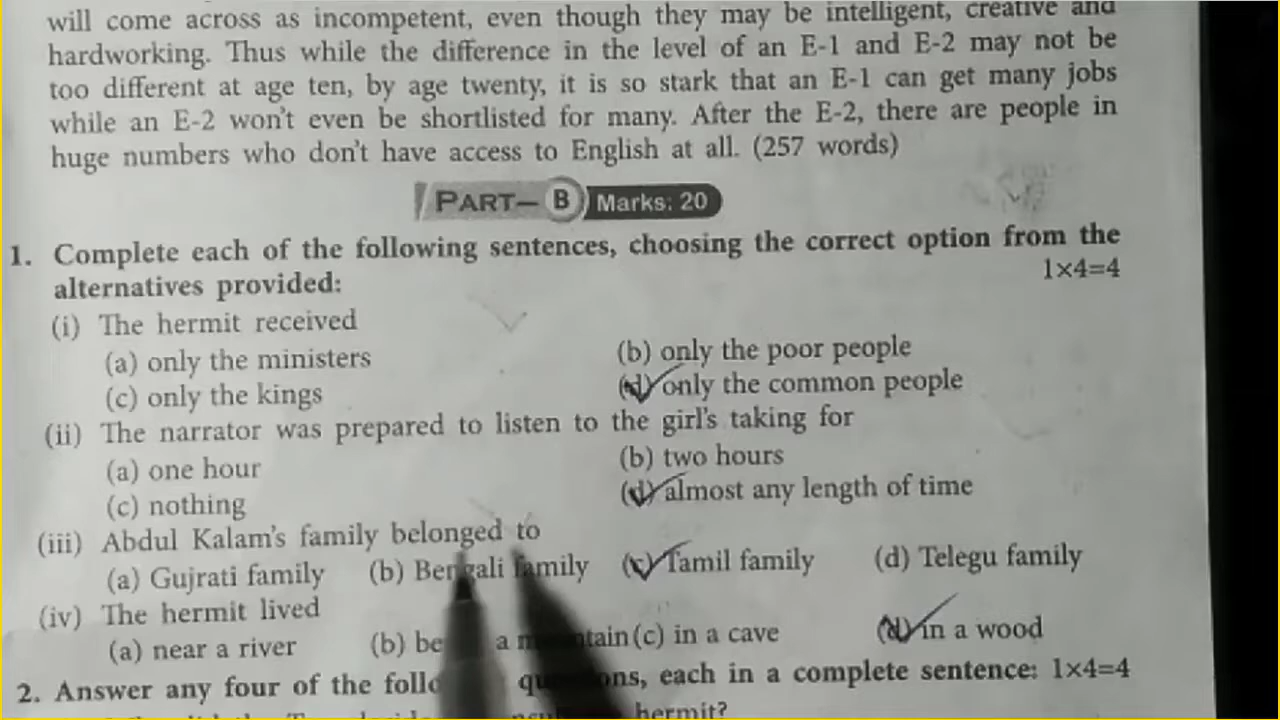 will come across as incompetent, even though they may be intelligent, creative and
hardworking. Thus while the difference in the level of an E-1 and E-2 may not be
too different at age ten, by age twenty, it is so stark that an E-1 can get many jobs
while an E-2 won't even be shortlisted for many. After the E-2, there are people in
huge numbers who don't have access to English at all. (257 words)
PART— B Marks: 20
1. Complete each of the following sentences, choosing the correct option from the
alternatives provided: 1×4=4
(i) The hermit received
(a) only the ministers (b) only the poor people
(c) only the kings (d) only the common people
(ii) The narrator was prepared to listen to the girl's taking for
(a) one hour (b) two hours
(c) nothing (d) almost any length of time
(iii) Abdul Kalam's family belonged to
(a) Gujrati family (b) Bengali family (c) Tamil family (d) Telegu family
(iv) The hermit lived
(a) near a river (b) a (c) in a cave (d) in a wood
2. Answer any four of the each in a complete sentence: 1×4=4
hermit?